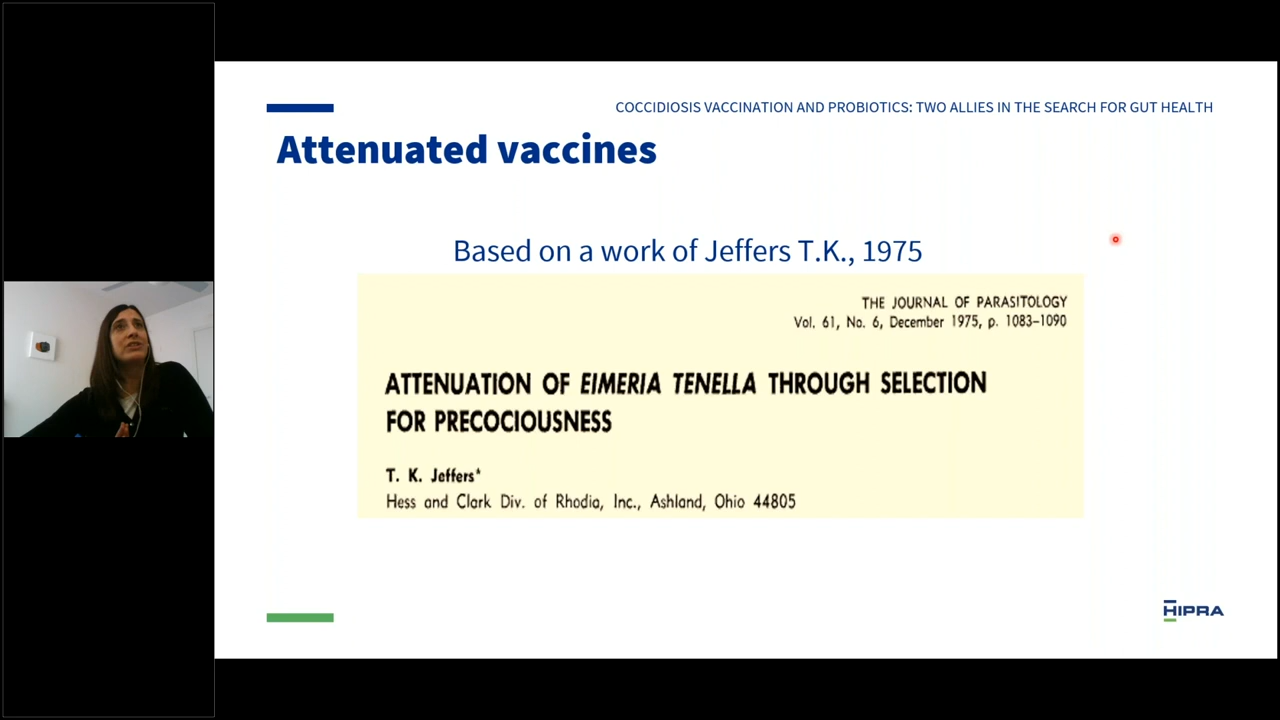 COCCIDIOSIS VACCINATION AND PROBIOTICS: TWO ALLIES IN THE SEARCH FOR GUT HEALTH
Attenuated vaccines
Based on a work of Jeffers T.K., 1975
THE JOURNAL OF PARASITOLOGY
Vol. 61, No. 6, December 1975, p. 1083–1090
ATTENUATION OF EIMERIA TENELLA THROUGH SELECTION
FOR PRECOCIOUSNESS
T. K. Jeffers*
Hess and Clark Div. of Rhodia, Inc., Ashland, Ohio 44805
HIPRA